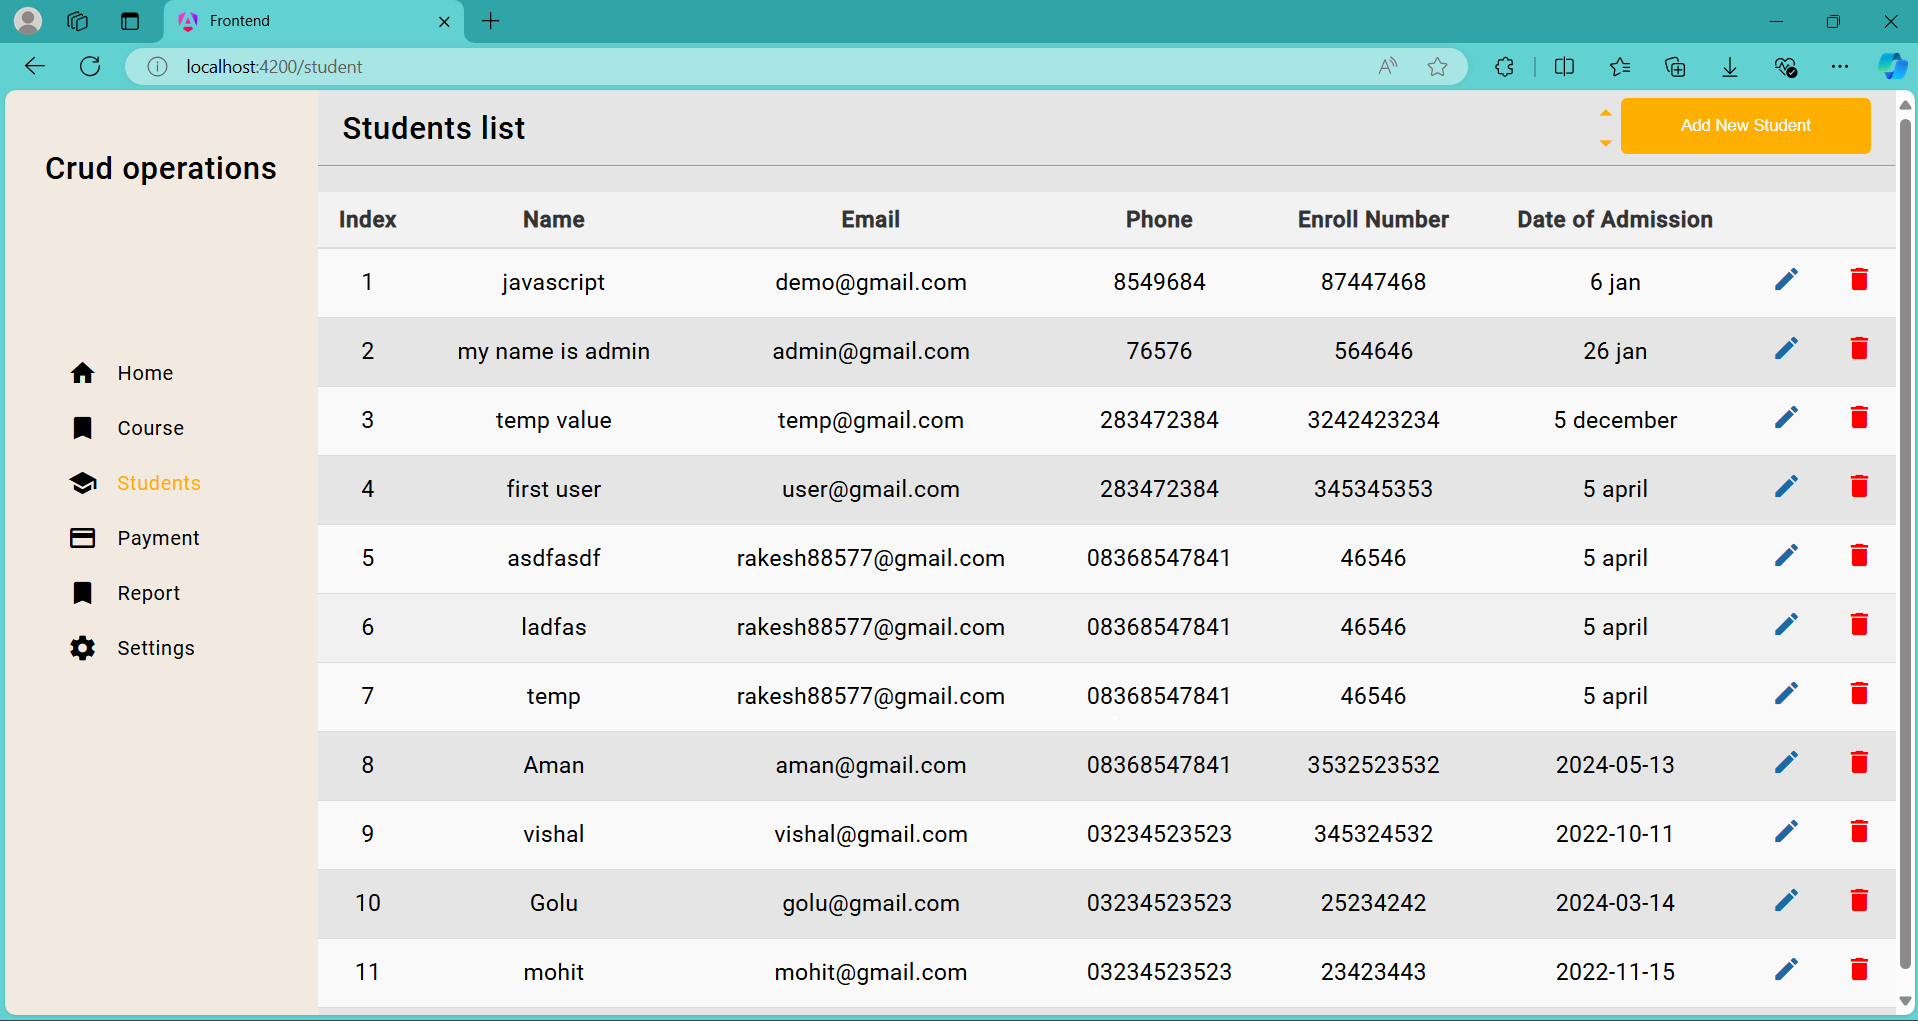 Frontend
localhost:4200/student
Crud operations
Home
Course
Students
Payment
Report
Settings
Students list
Add New Student
Index Name Email Phone Enroll Number Date of Admission
1 javascript demo@gmail.com 8549684 87447468 6 jan
2 my name is admin admin@gmail.com 76576 564646 26 jan
3 temp value temp@gmail.com 283472384 3242423234 5 december
4 first user user@gmail.com 283472384 345345353 5 april
5 asdfasdf rakesh88577@gmail.com 08368547841 46546 5 april
6 ladfas rakesh88577@gmail.com 08368547841 46546 5 april
7 temp rakesh88577@gmail.com 08368547841 46546 5 april
8 Aman aman@gmail.com 08368547841 3532523532 2024-05-13
9 vishal vishal@gmail.com 03234523523 345324532 2022-10-11
10 Golu golu@gmail.com 03234523523 25234242 2024-03-14
11 mohit mohit@gmail.com 03234523523 23423443 2022-11-15